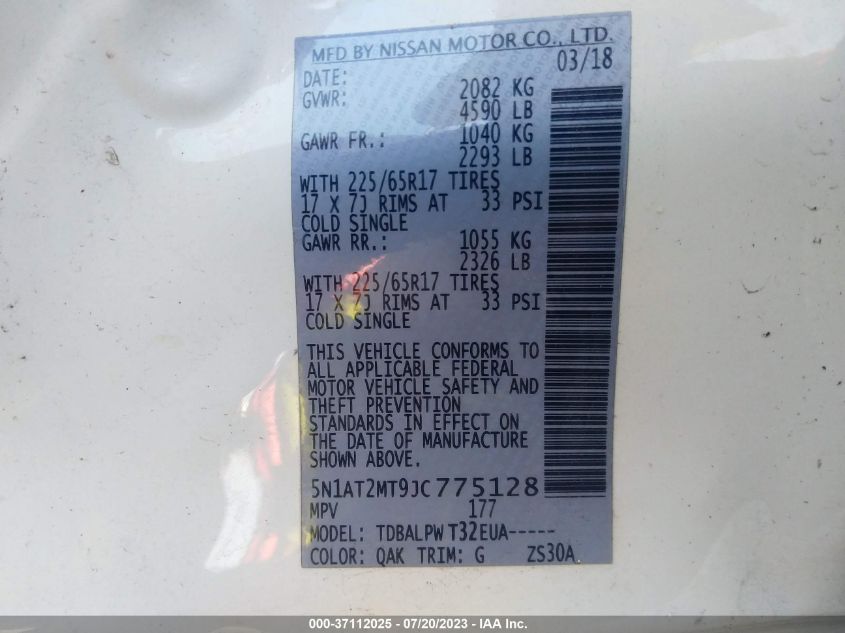 MFD BY NISSAN MOTOR CO., LTD.
DATE: 03/18
GVWR: 2082 KG
4590 LB
GAWR FR.: 1040 KG
2293 LB
WITH 225/65R17 TIRES
17 X 7J RIMS AT 33 PSI
COLD SINGLE
GAWR RR.: 1055 KG
2326 LB
WITH 225/65R17 TIRES
17 X 7J RIMS AT 33 PSI
COLD SINGLE
THIS VEHICLE CONFORMS TO
ALL APPLICABLE FEDERAL
MOTOR VEHICLE SAFETY AND
THEFT PREVENTION
STANDARDS IN EFFECT ON
THE DATE OF MANUFACTURE
SHOWN ABOVE.
5N1AT2MT9JC775128
MPV 177
MODEL: TDBALPW T32EUA-----
COLOR: QAK TRIM: G ZS30A
000-37112025 - 07/20/2023 - IAA Inc.